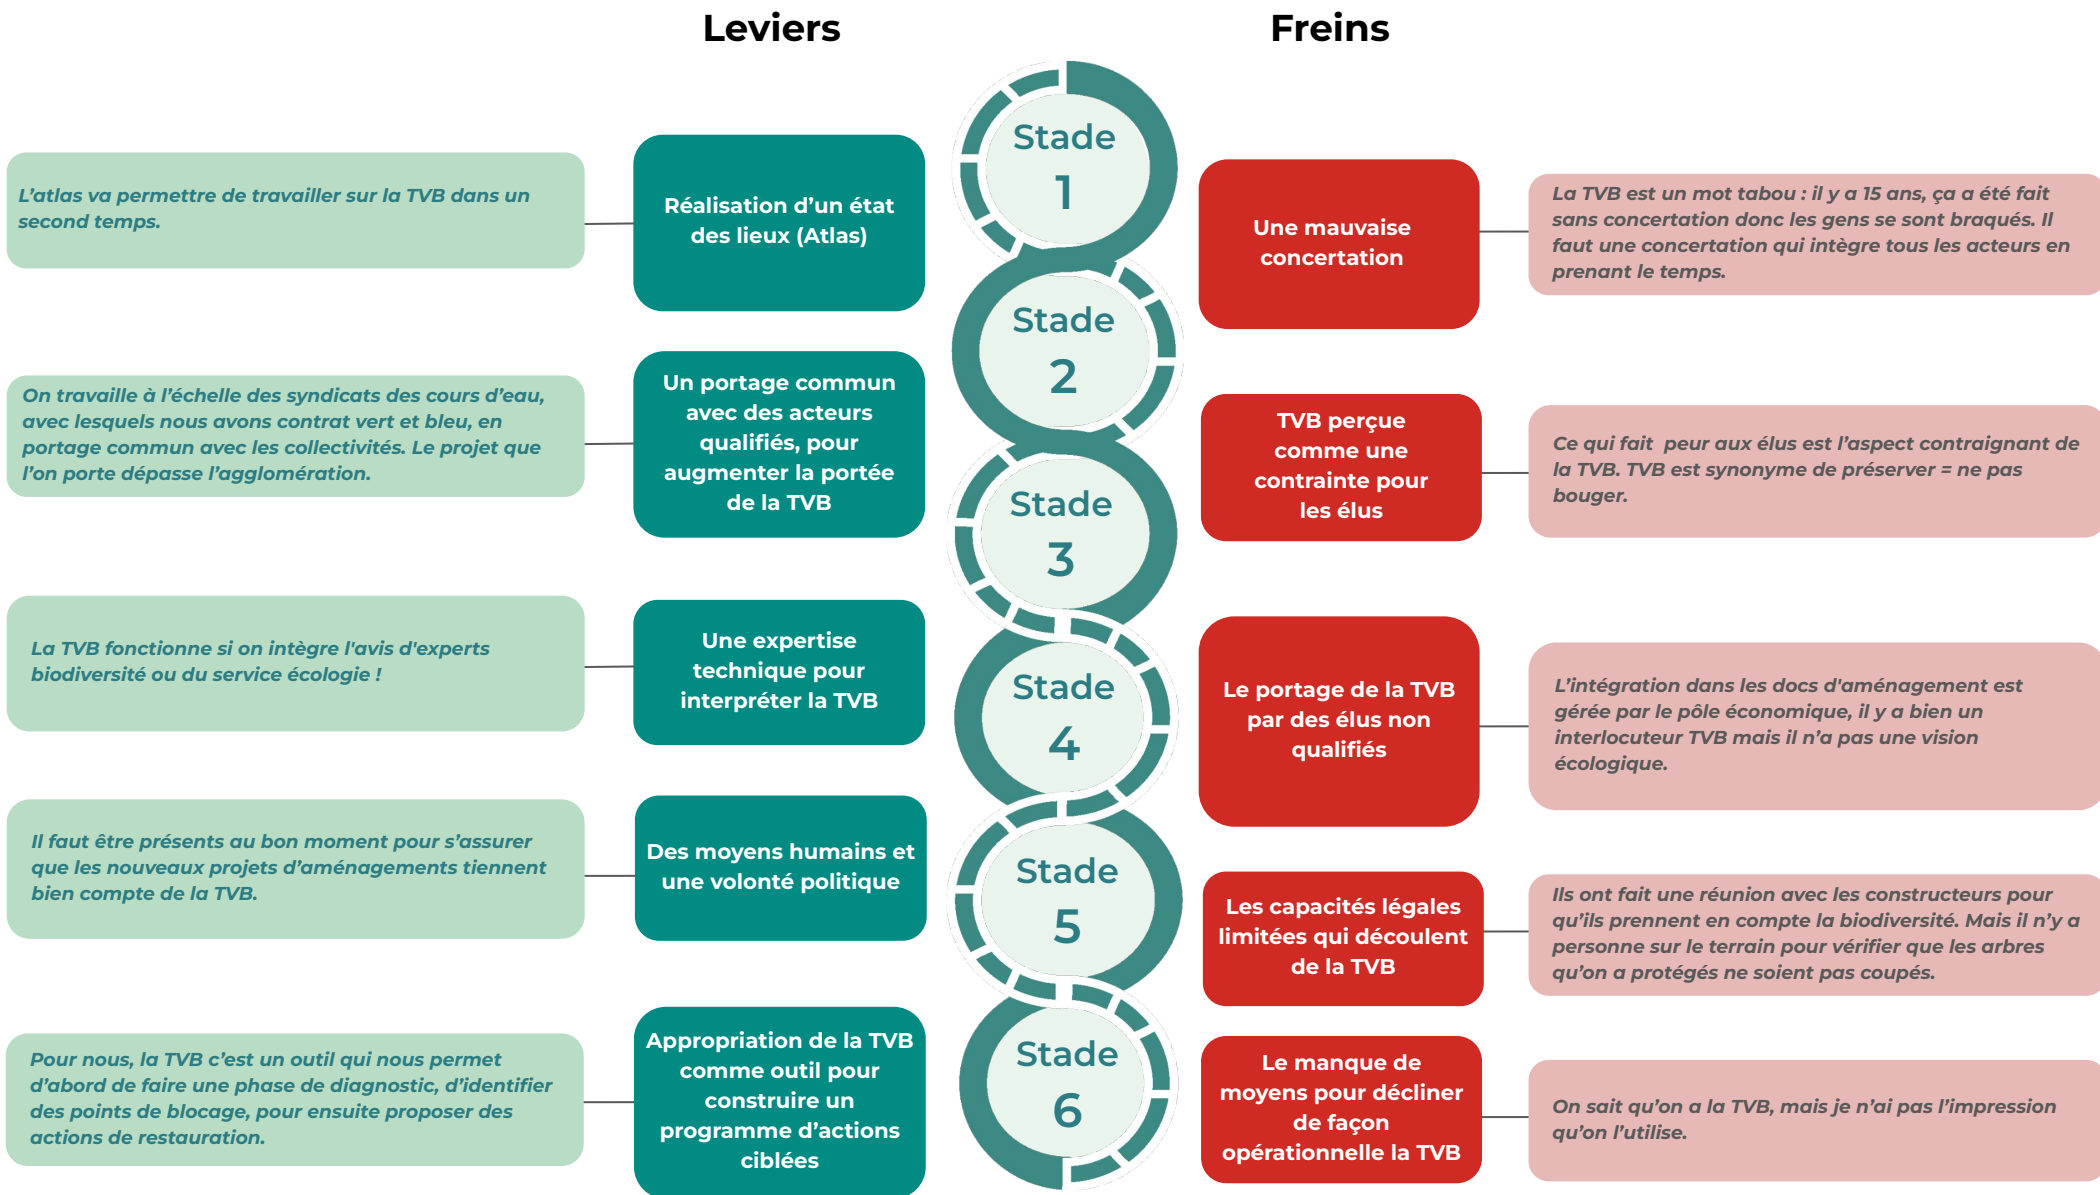 Leviers
Freins
L’atlas va permettre de travailler sur la TVB dans un
second temps.
Réalisation d’un état
des lieux (Atlas)
Stade
1
Une mauvaise
concertation
La TVB est un mot tabou : il y a 15 ans, ça a été fait
sans concertation donc les gens se sont braqués. Il
faut une concertation qui intègre tous les acteurs en
prenant le temps.
Stade
2
On travaille à l’échelle des syndicats des cours d’eau,
avec lesquels nous avons contrat vert et bleu, en
portage commun avec les collectivités. Le projet que
l’on porte dépasse l’agglomération.
Un portage commun
avec des acteurs
qualifiés, pour
augmenter la portée
de la TVB
TVB perçue
comme une
contrainte pour
les élus
Ce qui fait  peur aux élus est l’aspect contraignant de
la TVB. TVB est synonyme de préserver = ne pas
bouger.
Stade
3
La TVB fonctionne si on intègre l'avis d'experts
biodiversité ou du service écologie !
Une expertise
technique pour
interpréter la TVB
Stade
4
Le portage de la TVB
par des élus non
qualifiés
L’intégration dans les docs d'aménagement est
gérée par le pôle économique, il y a bien un
interlocuteur TVB mais il n’a pas une vision
écologique.
Il faut être présents au bon moment pour s’assurer
que les nouveaux projets d’aménagements tiennent
bien compte de la TVB.
Des moyens humains et
une volonté politique
Stade
5
Les capacités légales
limitées qui découlent
de la TVB
Ils ont fait une réunion avec les constructeurs pour
qu’ils prennent en compte la biodiversité. Mais il n’y a
personne sur le terrain pour vérifier que les arbres
qu’on a protégés ne soient pas coupés.
Pour nous, la TVB c’est un outil qui nous permet
d’abord de faire une phase de diagnostic, d’identifier
des points de blocage, pour ensuite proposer des
actions de restauration.
Appropriation de la TVB
comme outil pour
construire un
programme d’actions
ciblées
Stade
6
Le manque de
moyens pour décliner
de façon
opérationnelle la TVB
On sait qu’on a la TVB, mais je n’ai pas l’impression
qu’on l’utilise.